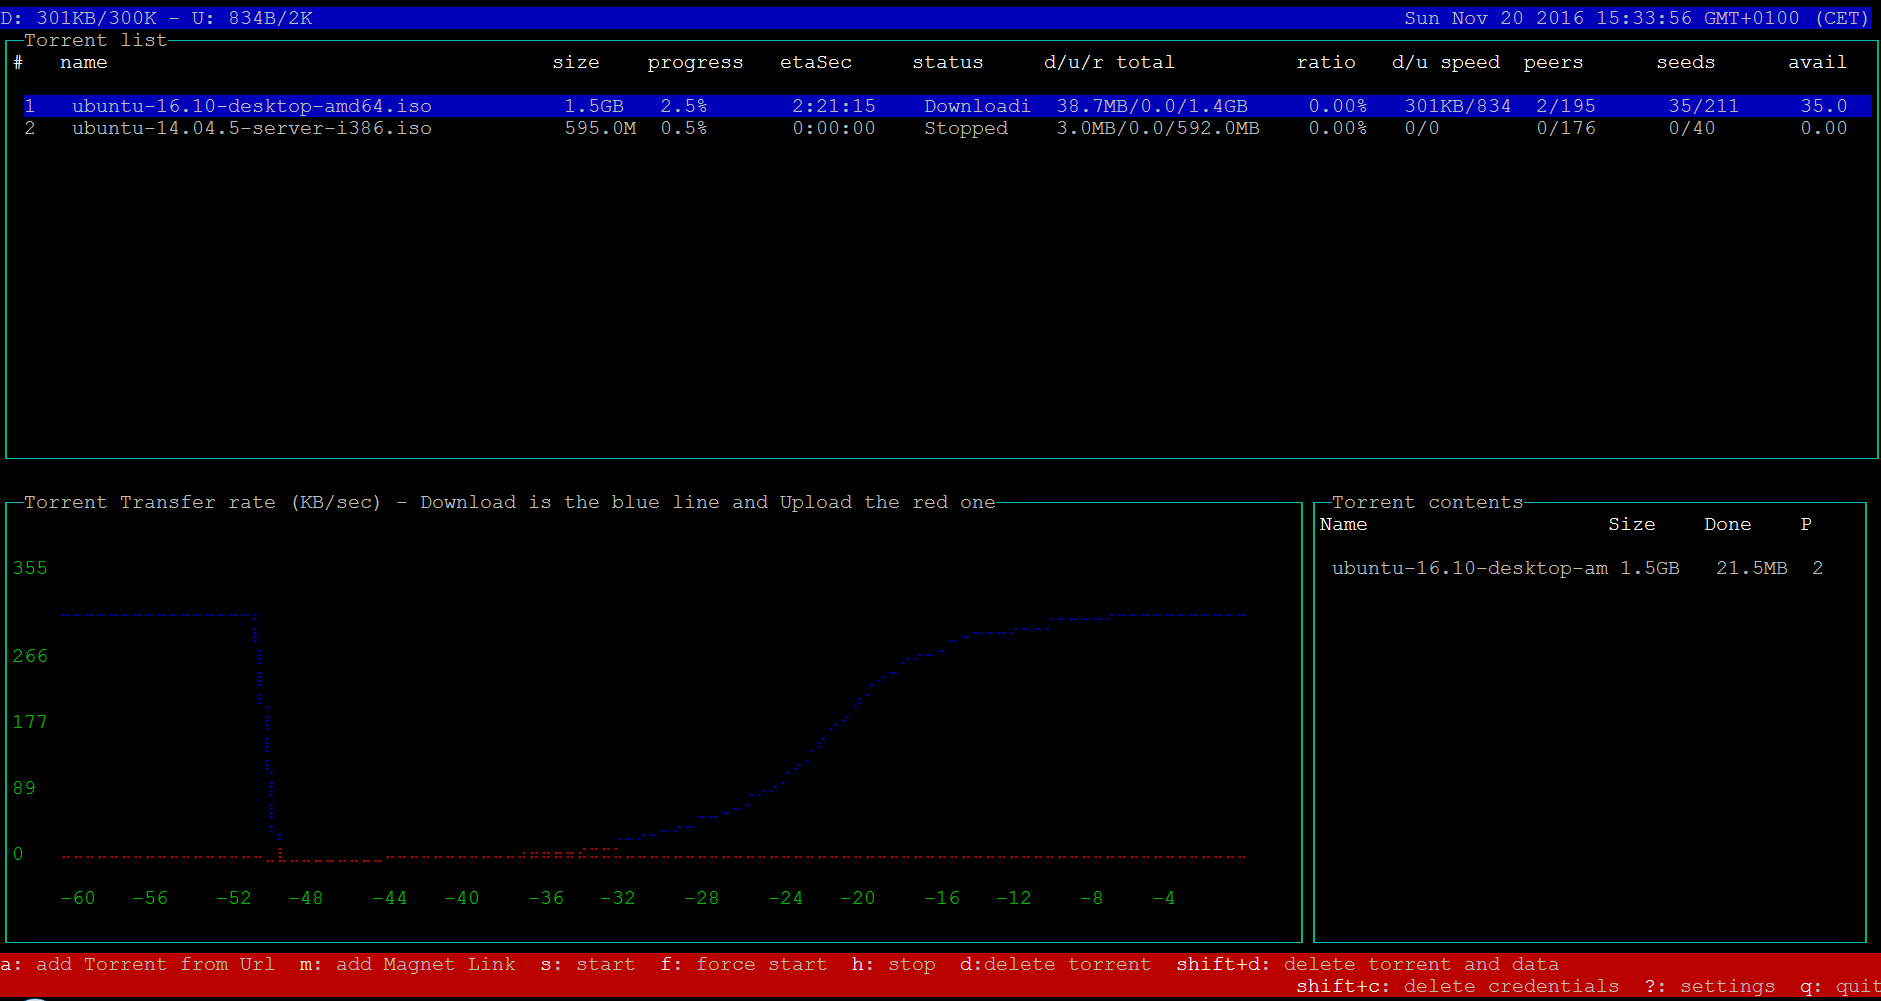 D: 301KB/300K - U: 834B/2K Sun Nov 20 2016 15:33:56 GMT+0100 (CET)
Torrent list
# name size progress etaSec status d/u/r total ratio d/u speed peers seeds avail
1 ubuntu-16.10-desktop-amd64.iso 1.5GB 2.5% 2:21:15 Downloadi 38.7MB/0.0/1.4GB 0.00% 301KB/834 2/195 35/211 35.0
2 ubuntu-14.04.5-server-i386.iso 595.0M 0.5% 0:00:00 Stopped 3.0MB/0.0/592.0MB 0.00% 0/0 0/176 0/40 0.00
Torrent Transfer rate (KB/sec) - Download is the blue line and Upload the red one
355
266
177
89
0
-60 -56 -52 -48 -44 -40 -36 -32 -28 -24 -20 -16 -12 -8 -4
Torrent contents
Name Size Done P
ubuntu-16.10-desktop-am 1.5GB 21.5MB 2
a: add Torrent from Url m: add Magnet Link s: start f: force start h: stop d:delete torrent shift+d: delete torrent and data
shift+c: delete credentials ?: settings q: quit